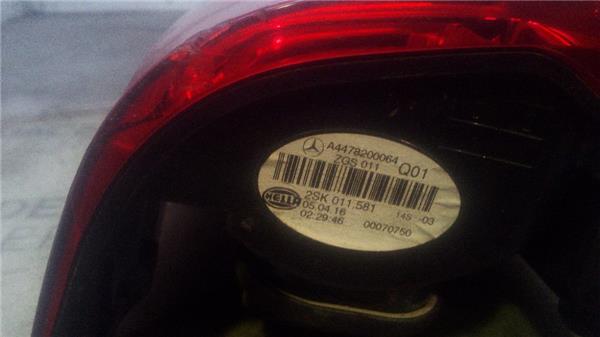 A4478200064
ZGS 011 Q01
2SK 011.581 14S -03
HELLA
05.04.16
02:29:46 00070750